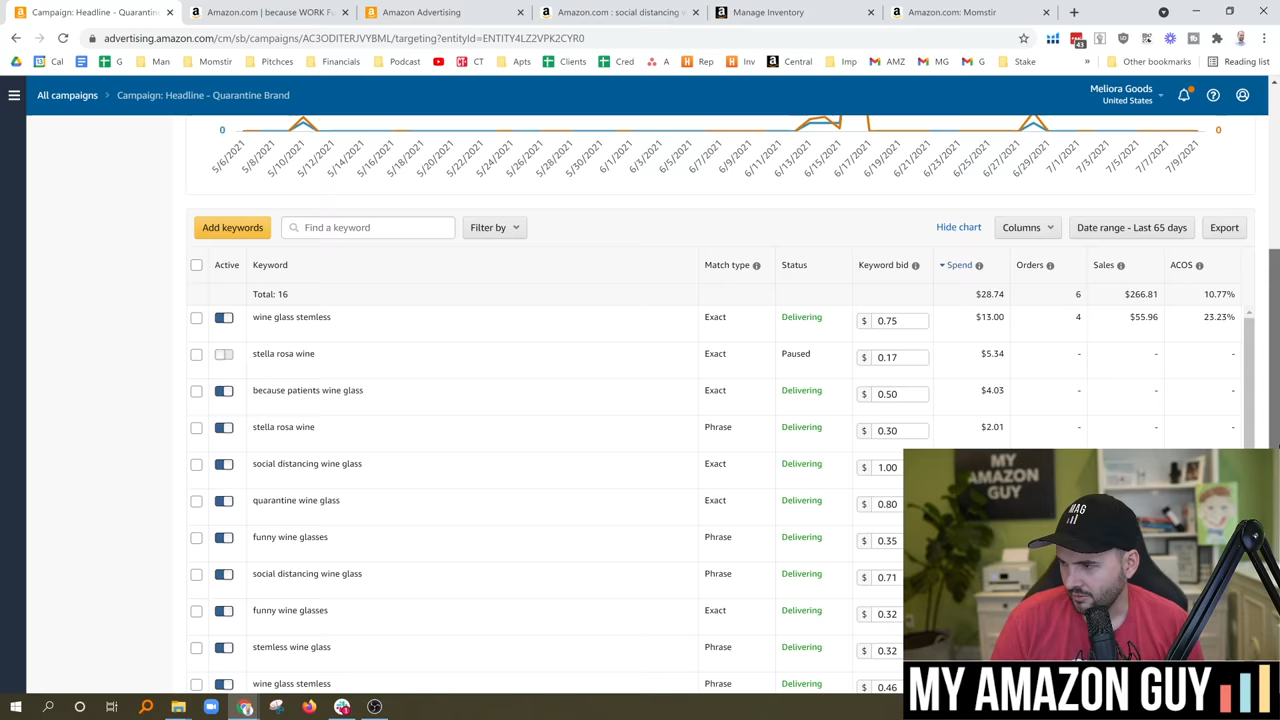 Campaign: Headline - Quarantine
Amazon.com | because WORK Fu
Amazon Advertising
Amazon.com : social distancing w
Manage Inventory
Amazon.com: Momstir
advertising.amazon.com/cm/sb/campaigns/AC3ODITERJVYBML/targeting?entityId=ENTITY4LZ2VPK2CYR0
43
Cal
G
Man
Momstir
Pitchces
Financials
Podcast
CT
Apts
Clients
Cred
A
Rep
Inv
Central
Imp
AMZ
MG
G
Stake
»
Other bookmarks
Reading list
All campaigns > Campaign: Headline - Quarantine Brand
Meliora Goods
United States
0
0
5/6/2021
5/8/2021
5/10/2021
5/12/2021
5/14/2021
5/16/2021
5/18/2021
5/20/2021
5/22/2021
5/24/2021
5/26/2021
5/28/2021
5/30/2021
6/1/2021
6/3/2021
6/5/2021
6/7/2021
6/9/2021
6/11/2021
6/13/2021
6/15/2021
6/17/2021
6/19/2021
6/21/2021
6/23/2021
6/25/2021
6/27/2021
6/29/2021
7/1/2021
7/3/2021
7/5/2021
7/7/2021
7/9/2021
Add keywords
Find a keyword
Filter by
Hide chart
Columns
Date range - Last 65 days
Export
Active Keyword Match type Status Keyword bid Spend Orders Sales ACOS
Total: 16 $28.74 6 $266.81 10.77%
wine glass stemless Exact Delivering $ 0.75 $13.00 4 $55.96 23.23%
stella rosa wine Exact Paused $ 0.17 $5.34 - - -
because patients wine glass Exact Delivering $ 0.50 $4.03 - - -
stella rosa wine Phrase Delivering $ 0.30 $2.01 - - -
social distancing wine glass Exact Delivering $ 1.00
quarantine wine glass Exact Delivering $ 0.80
funny wine glasses Phrase Delivering $ 0.35
social distancing wine glass Phrase Delivering $ 0.71
funny wine glasses Exact Delivering $ 0.32
stemless wine glass Phrase Delivering $ 0.32
wine glass stemless Phrase Delivering $ 0.46
MY
AMAZON
GUY
MAG
MY AMAZON GUY